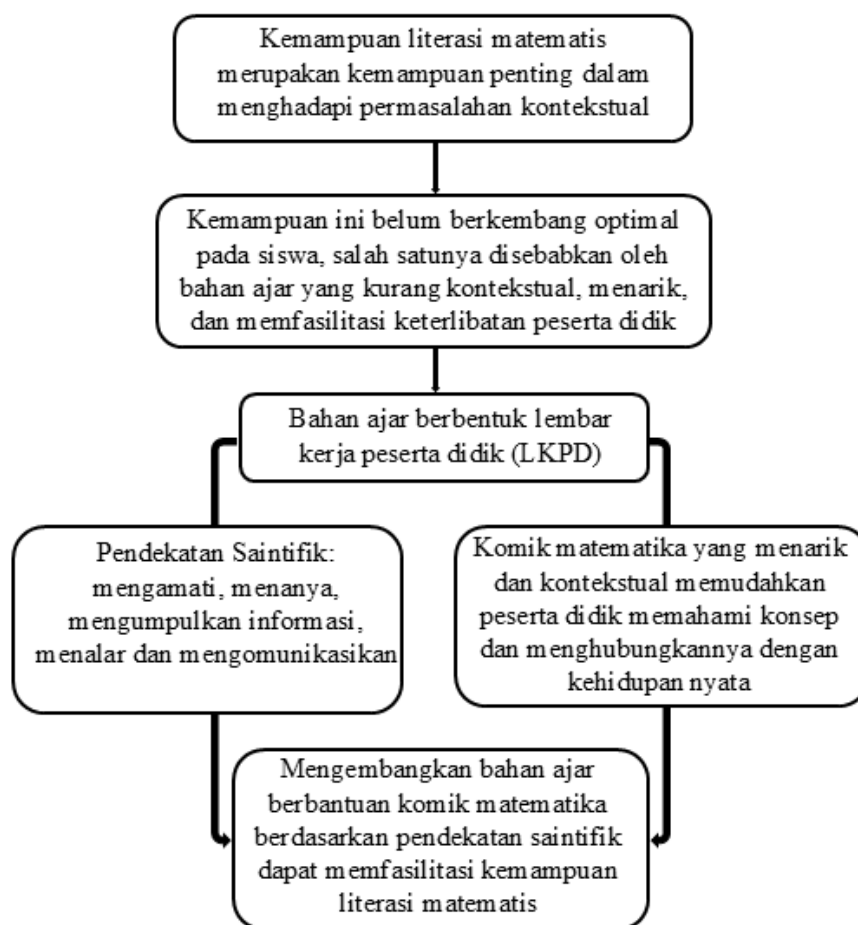 Kemampuan literasi matematis
merupakan kemampuan penting dalam
menghadapi permasalahan kontekstual
Kemampuan ini belum berkembang optimal
pada siswa, salah satunya disebabkan oleh
bahan ajar yang kurang kontekstual, menarik,
dan memfasilitasi keterlibatan peserta didik
Bahan ajar berbentuk lembar
kerja peserta didik (LKPD)
Pendekatan Saintifik:
mengamati, menanya,
mengumpulkan informasi,
menalar dan mengomunikasikan
Komik matematika yang menarik
dan kontekstual memudahkan
peserta didik memahami konsep
dan menghubungkannya dengan
kehidupan nyata
Mengembangkan bahan ajar
berbantuan komik matematika
berdasarkan pendekatan saintifik
dapat memfasilitasi kemampuan
literasi matematis